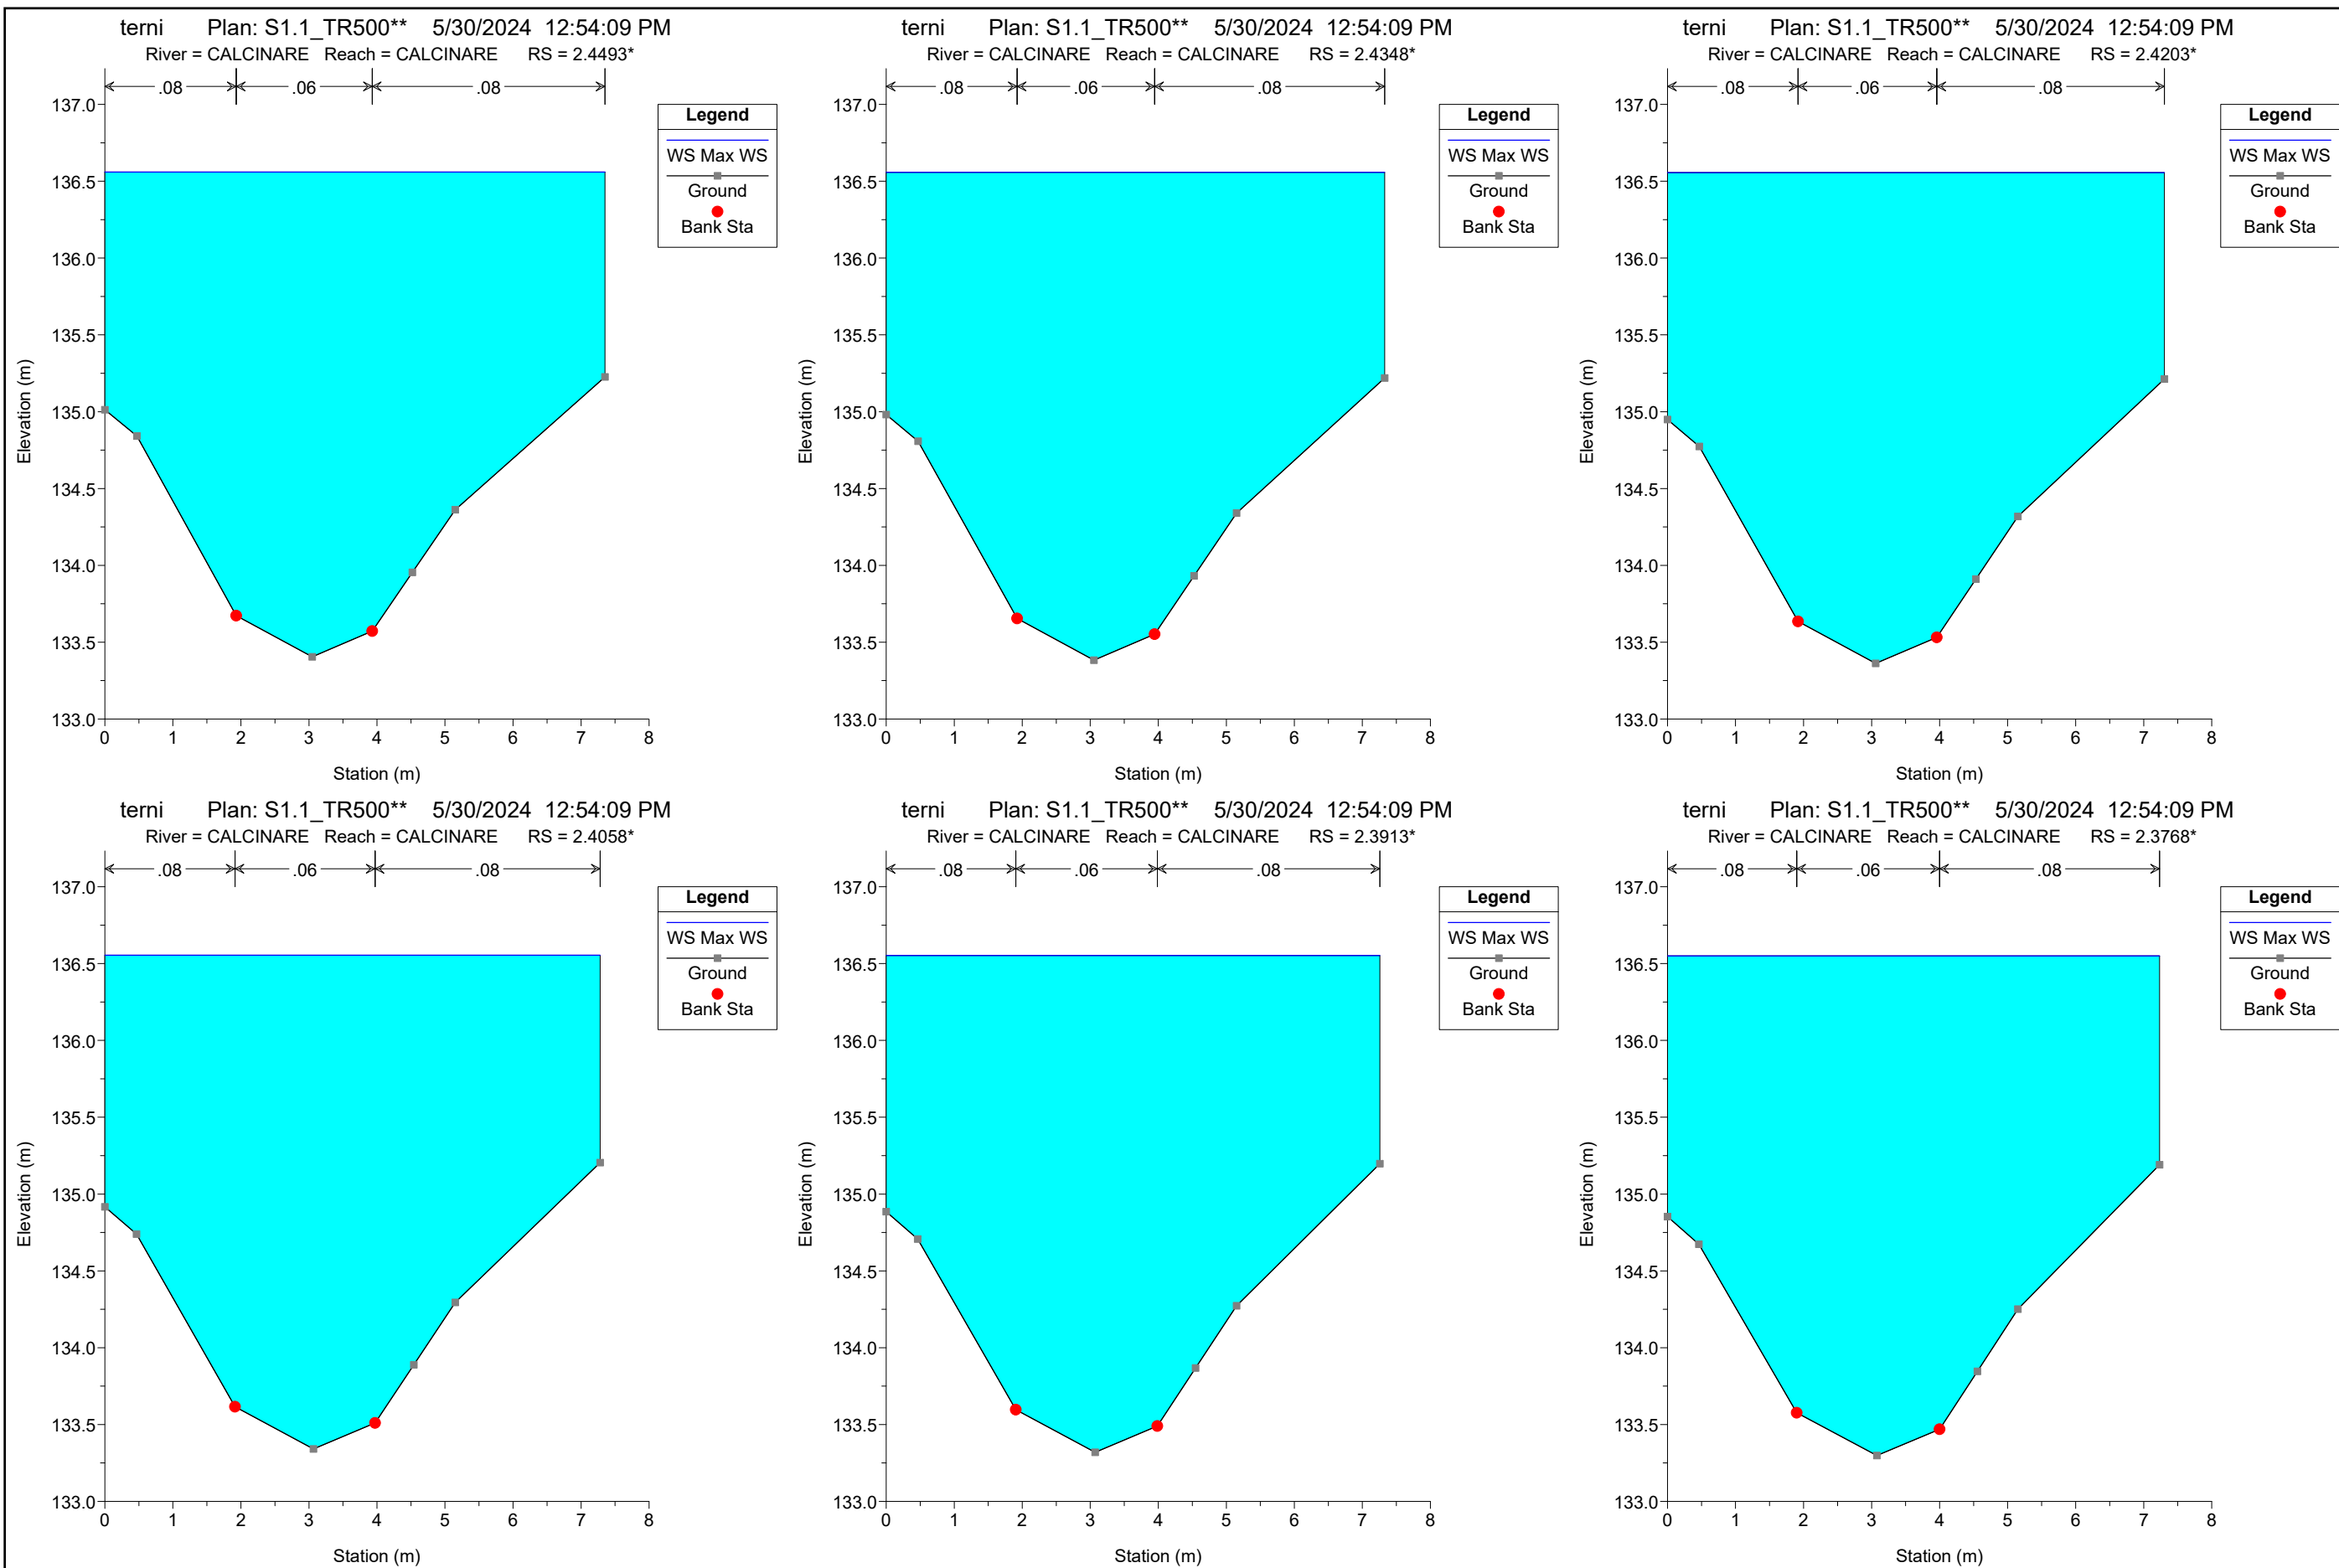 terni Plan: S1.1_TR500** 5/30/2024 12:54:09 PM
River = CALCINARE Reach = CALCINARE RS = 2.4493*
.08 .06 .08
Legend
WS Max WS
Ground
Bank Sta
137.0
136.5
136.0
135.5
135.0
134.5
134.0
133.5
133.0
Elevation (m)
0 1 2 3 4 5 6 7 8
Station (m)
terni Plan: S1.1_TR500** 5/30/2024 12:54:09 PM
River = CALCINARE Reach = CALCINARE RS = 2.4348*
.08 .06 .08
Legend
WS Max WS
Ground
Bank Sta
137.0
136.5
136.0
135.5
135.0
134.5
134.0
133.5
133.0
Elevation (m)
0 1 2 3 4 5 6 7 8
Station (m)
terni Plan: S1.1_TR500** 5/30/2024 12:54:09 PM
River = CALCINARE Reach = CALCINARE RS = 2.4203*
.08 .06 .08
Legend
WS Max WS
Ground
Bank Sta
137.0
136.5
136.0
135.5
135.0
134.5
134.0
133.5
133.0
Elevation (m)
0 1 2 3 4 5 6 7 8
Station (m)
terni Plan: S1.1_TR500** 5/30/2024 12:54:09 PM
River = CALCINARE Reach = CALCINARE RS = 2.4058*
.08 .06 .08
Legend
WS Max WS
Ground
Bank Sta
137.0
136.5
136.0
135.5
135.0
134.5
134.0
133.5
133.0
Elevation (m)
0 1 2 3 4 5 6 7 8
Station (m)
terni Plan: S1.1_TR500** 5/30/2024 12:54:09 PM
River = CALCINARE Reach = CALCINARE RS = 2.3913*
.08 .06 .08
Legend
WS Max WS
Ground
Bank Sta
137.0
136.5
136.0
135.5
135.0
134.5
134.0
133.5
133.0
Elevation (m)
0 1 2 3 4 5 6 7 8
Station (m)
terni Plan: S1.1_TR500** 5/30/2024 12:54:09 PM
River = CALCINARE Reach = CALCINARE RS = 2.3768*
.08 .06 .08
Legend
WS Max WS
Ground
Bank Sta
137.0
136.5
136.0
135.5
135.0
134.5
134.0
133.5
133.0
Elevation (m)
0 1 2 3 4 5 6 7 8
Station (m)